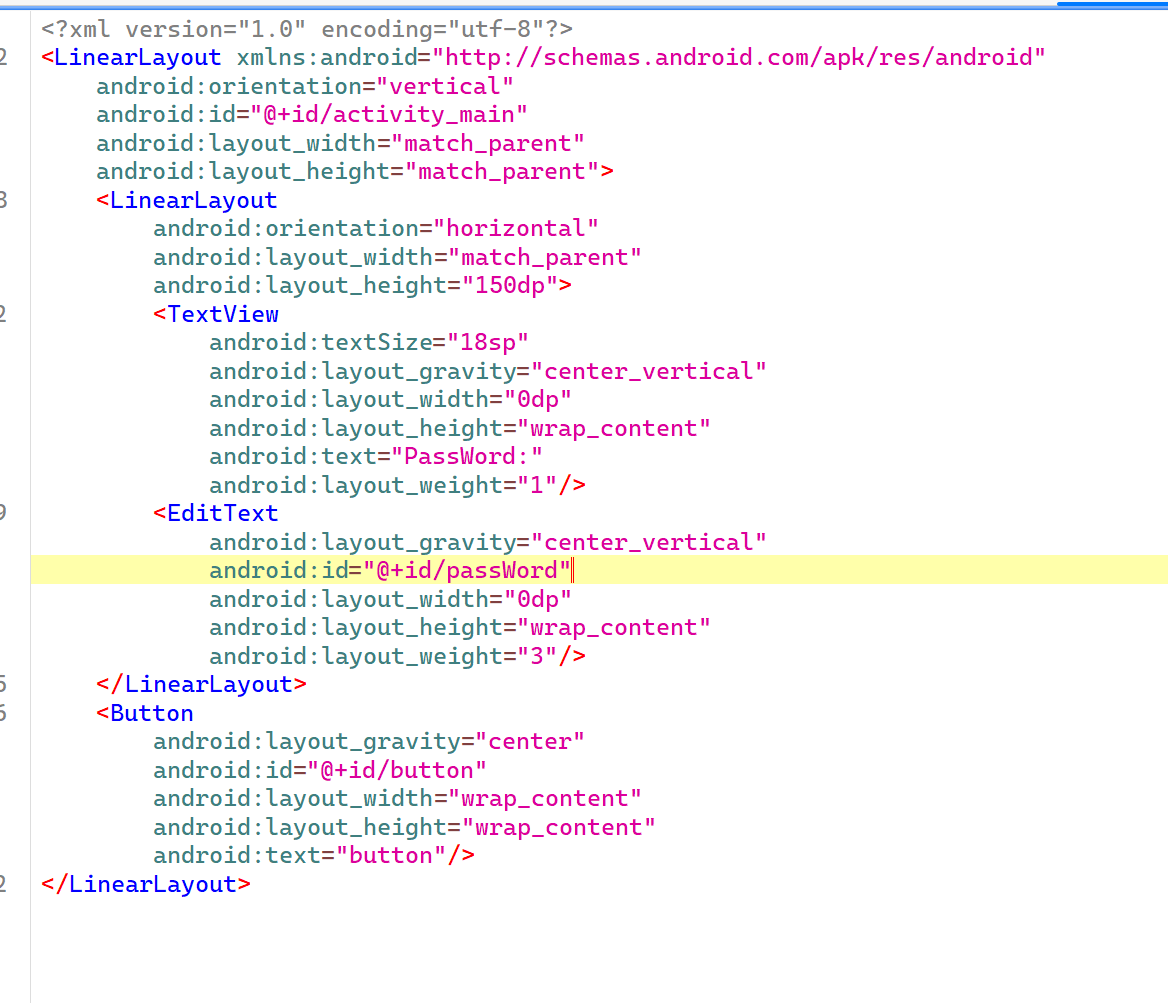 <?xml version="1.0" encoding="utf-8"?>
2 <LinearLayout xmlns:android="http://schemas.android.com/apk/res/android"
android:orientation="vertical"
android:id="@+id/activity_main"
android:layout_width="match_parent"
android:layout_height="match_parent">
<LinearLayout
android:orientation="horizontal"
android:layout_width="match_parent"
android:layout_height="150dp">
2 <TextView
android:textSize="18sp"
android:layout_gravity="center_vertical"
android:layout_width="0dp"
android:layout_height="wrap_content"
android:text="PassWord:"
android:layout_weight="1"/>
9 <EditText
android:layout_gravity="center_vertical"
android:id="@+id/passWord"
android:layout_width="0dp"
android:layout_height="wrap_content"
android:layout_weight="3"/>
5 </LinearLayout>
6 <Button
android:layout_gravity="center"
android:id="@+id/button"
android:layout_width="wrap_content"
android:layout_height="wrap_content"
android:text="button"/>
2 </LinearLayout>